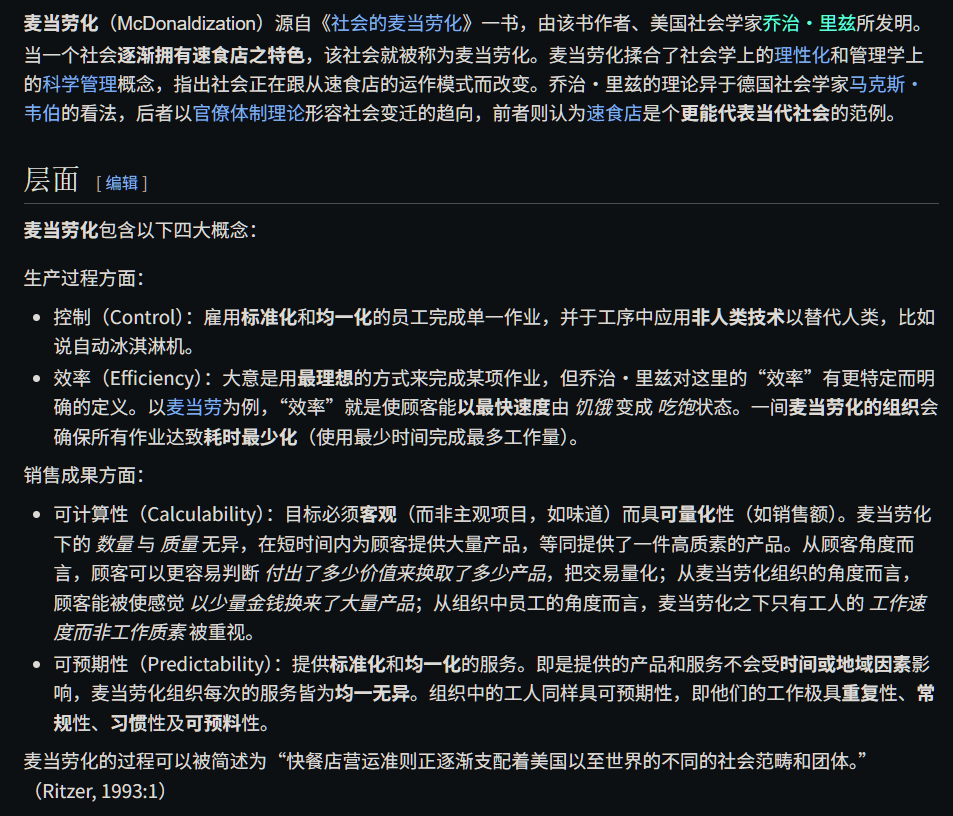 麦当劳化（McDonaldization）源自《社会的麦当劳化》一书，由该书作者、美国社会学家乔治・里兹所发明。
当一个社会逐渐拥有速食店之特色，该社会就被称为麦当劳化。麦当劳化揉合了社会学上的理性化和管理学上
的科学管理概念，指出社会正在跟从速食店的运作模式而改变。乔治・里兹的理论异于德国社会学家马克斯・
韦伯的看法，后者以官僚体制理论形容社会变迁的趋向，前者则认为速食店是个更能代表当代社会的范例。
层面 [编辑]
麦当劳化包含以下四大概念：
生产过程方面：
• 控制（Control）：雇用标准化和均一化的员工完成单一作业，并于工序中应用非人类技术以替代人类，比如
说自动冰淇淋机。
• 效率（Efficiency）：大意是用最理想的方式来完成某项作业，但乔治・里兹对这里的“效率”有更特定而明
确的定义。以麦当劳为例，“效率”就是使顾客能以最快速度由 饥饿 变成 吃饱状态。一间麦当劳化的组织会
确保所有作业达致耗时最少化（使用最少时间完成最多工作量）。
销售成果方面：
• 可计算性（Calculability）：目标必须客观（而非主观项目，如味道）而具可量化性（如销售额）。麦当劳化
下的 数量 与 质量 无异，在短时间内为顾客提供大量产品，等同提供了一件高质素的产品。从顾客角度而
言，顾客可以更容易判断 付出了多少价值来换取了多少产品，把交易量化；从麦当劳化组织的角度而言，
顾客能被使感觉 以少量金钱换来了大量产品；从组织中员工的角度而言，麦当劳化之下只有工人的 工作速
度而非工作质素 被重视。
• 可预期性（Predictability）：提供标准化和均一化的服务。即是提供的产品和服务不会受时间或地域因素影
响，麦当劳化组织每次的服务皆为均一无异。组织中的工人同样具可预期性，即他们的工作极具重复性、常
规性、习惯性及可预料性。
麦当劳化的过程可以被简述为“快餐店营运准则正逐渐支配着美国以至世界的不同的社会范畴和团体。”
（Ritzer, 1993:1）